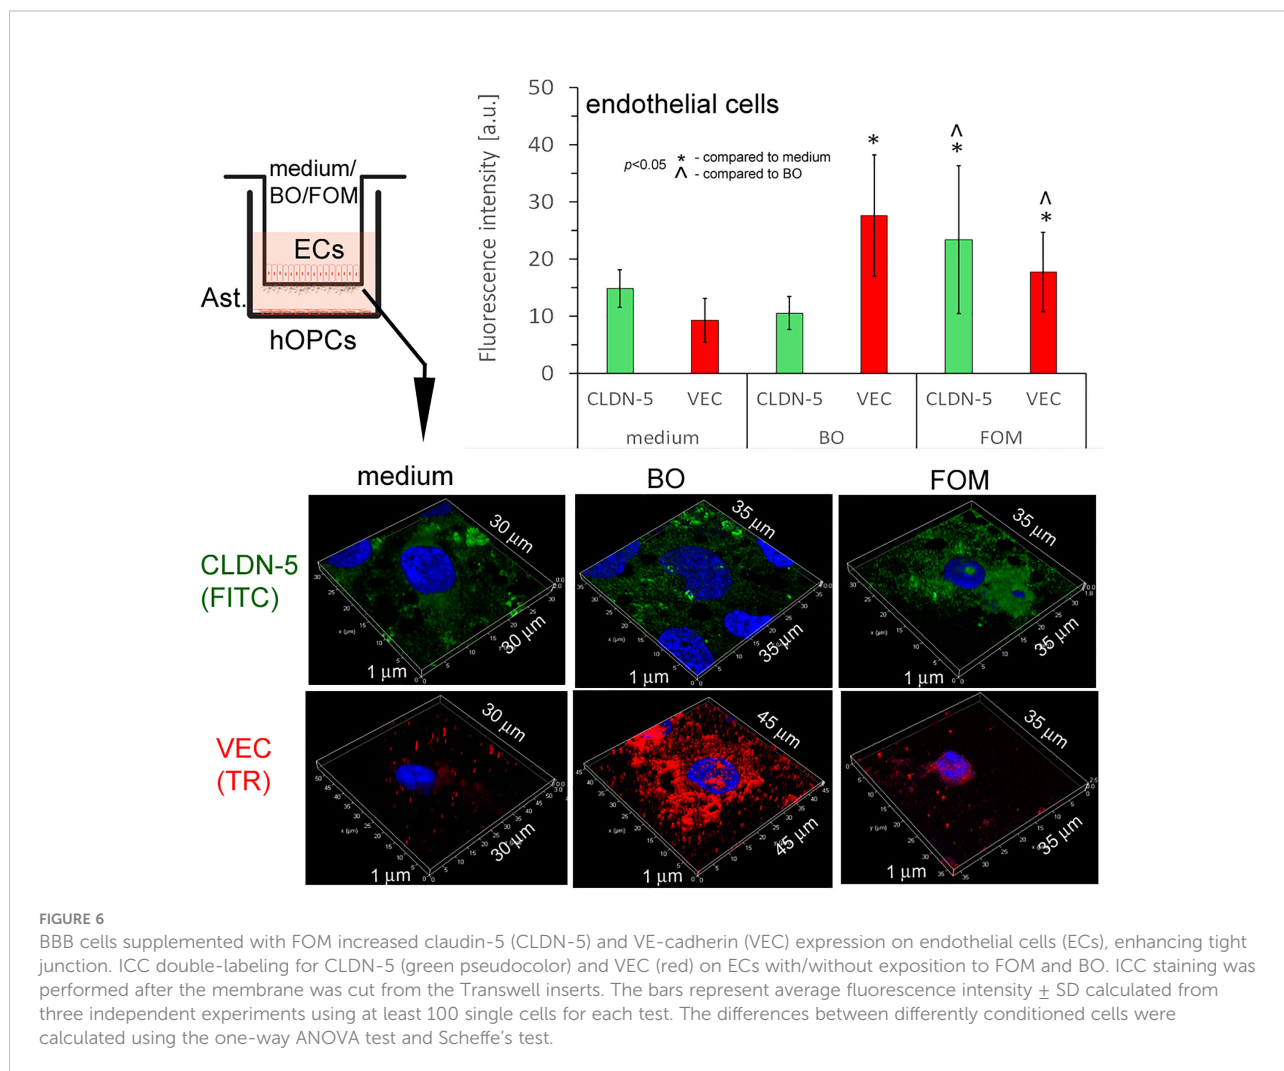 50
40
30
20
10
0
Fluorescence intensity [a.u.]
endothelial cells
p<0.05 * - compared to medium
^ - compared to BO
*
^
*
^
*
CLDN-5 VEC CLDN-5 VEC CLDN-5 VEC
medium BO FOM
medium/
BO/FOM
ECs
Ast.
hOPCs
medium BO FOM
CLDN-5
(FITC)
30 µm
30 µm
1 µm
35 µm
35 µm
1 µm
35 µm
35 µm
1 µm
VEC
(TR)
30 µm
30 µm
1 µm
45 µm
45 µm
1 µm
35 µm
35 µm
1 µm
FIGURE 6
BBB cells supplemented with FOM increased claudin-5 (CLDN-5) and VE-cadherin (VEC) expression on endothelial cells (ECs), enhancing tight
junction. ICC double-labeling for CLDN-5 (green pseudocolor) and VEC (red) on ECs with/without exposition to FOM and BO. ICC staining was
performed after the membrane was cut from the Transwell inserts. The bars represent average fluorescence intensity ± SD calculated from
three independent experiments using at least 100 single cells for each test. The differences between differently conditioned cells were
calculated using the one-way ANOVA test and Scheffe's test.